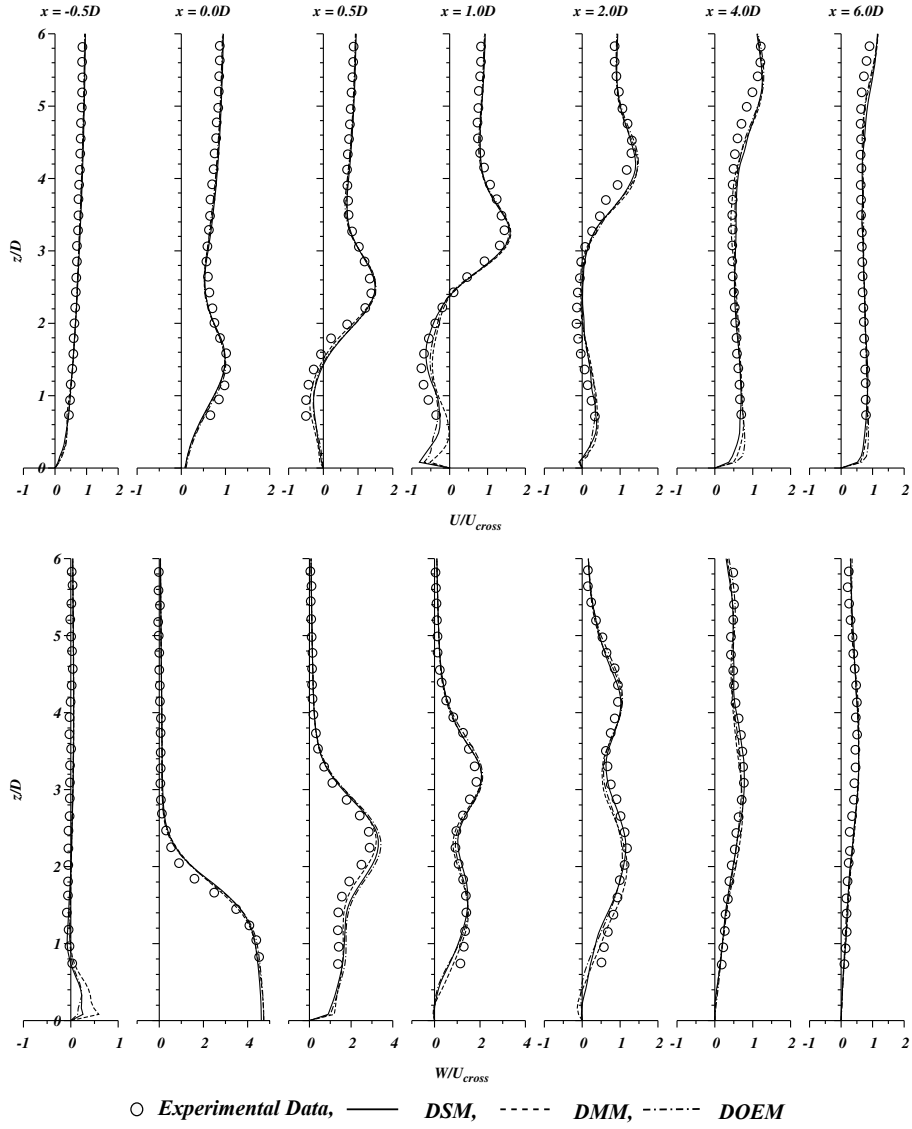 x = -0.5D x = 0.0D x = 0.5D x = 1.0D x = 2.0D x = 4.0D x = 6.0D
6
5
4
z/D
3
2
1
0
-1 0 1 2 -1 0 1 2 -1 0 1 2 -1 0 1 2 -1 0 1 2 -1 0 1 2 -1 0 1 2
U/U_cross
6
5
4
z/D
3
2
1
0
-1 0 1 0 2 4 0 2 4 0 2 4 -1 0 1 2 -1 0 1 2 -1 0 1 2
W/U_cross
Experimental Data, DSM, DMM, DOEM